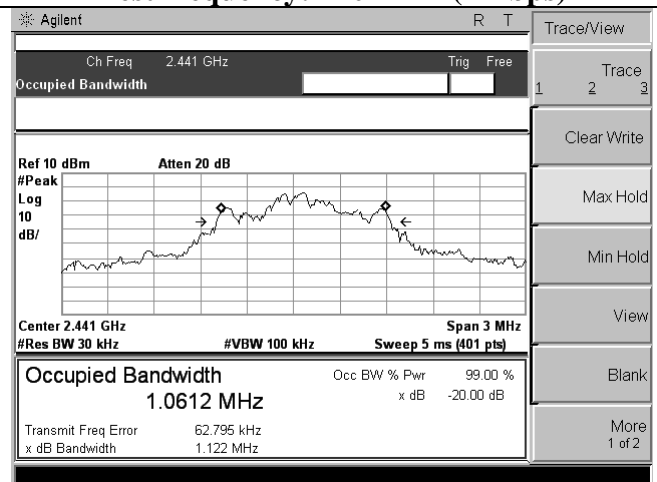 Agilent R T
Trace/View
Ch Freq 2.441 GHz Trig Free
Occupied Bandwidth
Trace
1 2 3
Clear Write
Ref 10 dBm Atten 20 dB
#Peak
Log
10
dB/
Max Hold
Min Hold
View
Center 2.441 GHz Span 3 MHz
#Res BW 30 kHz #VBW 100 kHz Sweep 5 ms (401 pts)
Occupied Bandwidth Occ BW % Pwr 99.00 %
1.0612 MHz x dB -20.00 dB
Blank
Transmit Freq Error 62.795 kHz
x dB Bandwidth 1.122 MHz
More
1 of 2